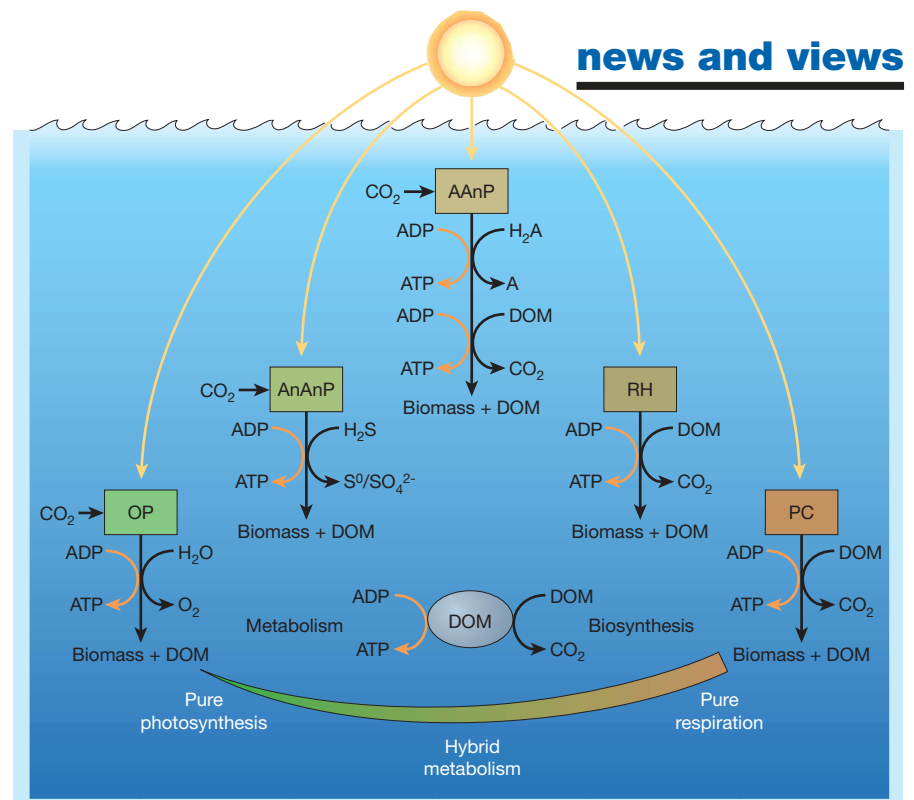 news and views
CO₂
AAnP
ADP
H₂A
ATP
A
ADP
DOM
ATP
CO₂
Biomass + DOM
CO₂
AnAnP
ADP
H₂S
ATP
S⁰/SO₄²⁻
Biomass + DOM
RH
ADP
DOM
ATP
CO₂
Biomass + DOM
CO₂
OP
ADP
H₂O
ATP
O₂
Biomass + DOM
PC
ADP
DOM
ATP
CO₂
Biomass + DOM
Metabolism
ADP
ATP
DOM
DOM
CO₂
Biosynthesis
Pure
photosynthesis
Hybrid
metabolism
Pure
respiration